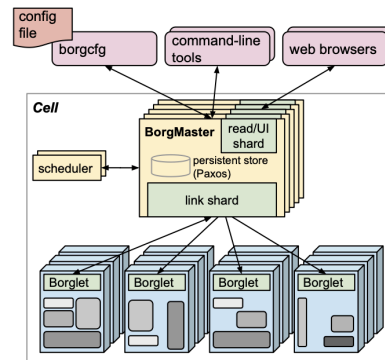 config
file
borgcfg
command-line
tools
web browsers
Cell
BorgMaster
read/UI
shard
persistent store
(Paxos)
scheduler
link shard
Borglet
Borglet
Borglet
Borglet